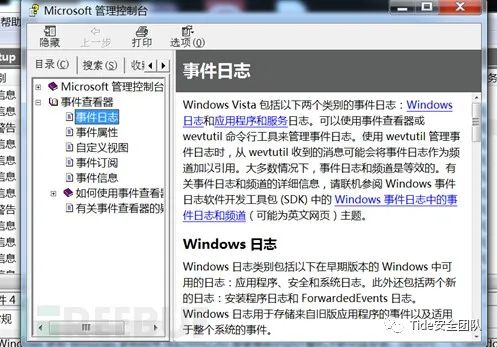 Microsoft 管理控制台
隐藏
上一步
打印
选项(O)
目录(C)
搜索(S)
事件日志
Microsoft 管理控制台
事件查看器
事件日志
事件属性
自定义视图
事件订阅
事件信息
如何使用事件查看器
有关事件查看器的疑
Windows Vista 包括以下两个类别的事件日志：Windows
日志和应用程序和服务日志。可以使用事件查看器或
wevtutil 命令行工具来管理事件日志。使用 wevtutil 管理事
件日志时，从 wevtutil 收到的消息可能会将事件日志作为频
道加以引用。大多数情况下，事件日志和频道是等效的。有
关事件日志和频道的详细信息，请联机参阅 Windows 事件
日志软件开发工具包 (SDK) 中的 Windows 事件日志中的事
件日志和频道（可能为英文网页）主题。
Windows 日志
Windows 日志类别包括以下在早期版本的 Windows 中可
用的日志：应用程序、安全和系统日志。此外还包括两个新
的日志：安装程序日志和 ForwardedEvents 日志。
Windows 日志用于存储来自旧版应用程序的事件以及适用
于整个系统的事件。
Tide安全团队